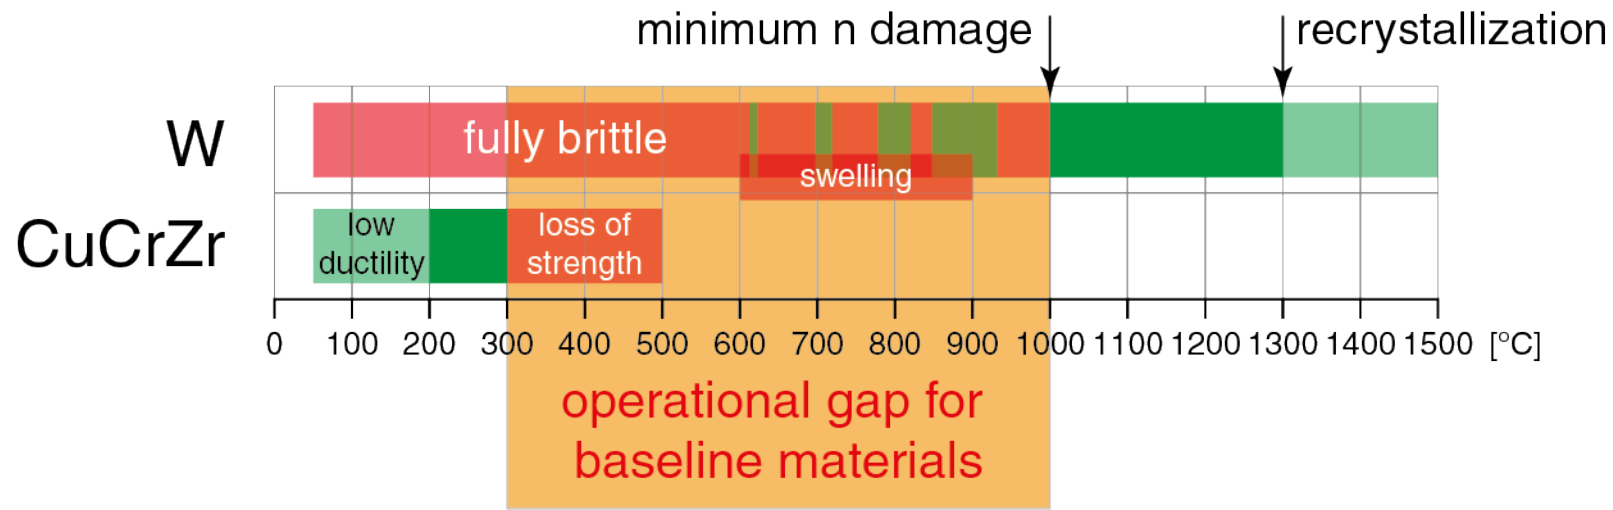 minimum n damage
recrystallization
W
fully brittle
swelling
CuCrZr
low
ductility
loss of
strength
0 100 200 300 400 500 600 700 800 900 1000 1100 1200 1300 1400 1500 [°C]
operational gap for
baseline materials